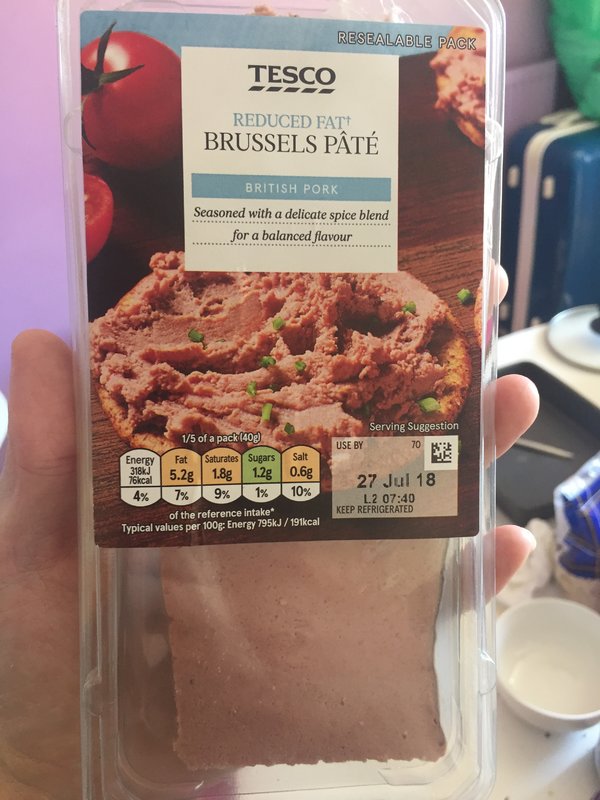 RESEALABLE PACK
TESCO
REDUCED FAT†
BRUSSELS PÂTÉ
BRITISH PORK
Seasoned with a delicate spice blend
for a balanced flavour
Serving Suggestion
1/5 of a pack (40g)
Energy Fat Saturates Sugars Salt
318kJ 5.2g 1.8g 1.2g 0.6g
76kcal
4% 7% 9% 1% 10%
of the reference intake*
Typical values per 100g: Energy 795kJ / 191kcal
USE BY 70
27 Jul 18
L.2 07:40
KEEP REFRIGERATED